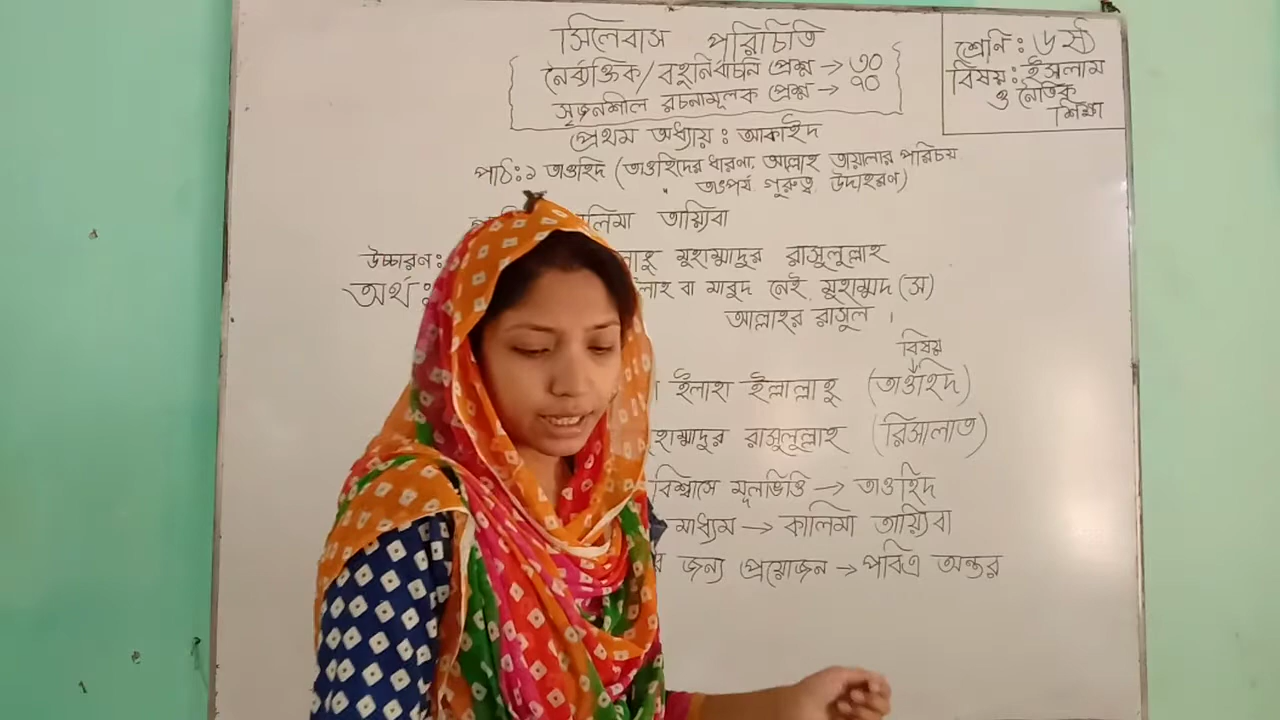 সিলেবাস পরিচিতি
নৈর্ব্যক্তিক/বহুনির্বাচনি প্রশ্ন → ৩০
সৃজনশীল রচনামূলক প্রশ্ন → ৭০
শ্রেণি: ৬ষ্ঠ
বিষয়: ইসলাম
ও নৈতিক
শিক্ষা
প্রথম অধ্যায়: আকাইদ
পাঠ:১ তাওহিদ (তাওহিদের ধারণা, আল্লাহ তায়ালার পরিচয়
তাৎপর্য, গুরুত্ব, উদাহরণ)
লিমা তায়্যিবা
উচ্চারণ: লাহু মুহাম্মাদুর রাসুলুল্লাহ
অর্থ: লাহ বা মাবুদ নেই, মুহাম্মদ (স)
আল্লাহর রাসুল ।
বিষয়
ইলাহা ইল্লাল্লাহু (তাওহিদ)
হাম্মাদুর রাসুলুল্লাহ (রিসালাত)
বিশ্বাসে মূলভিত্তি → তাওহিদ
মাধ্যম → কালিমা তায়্যিবা
র জন্য প্রয়োজন → পবিত্র অন্তর